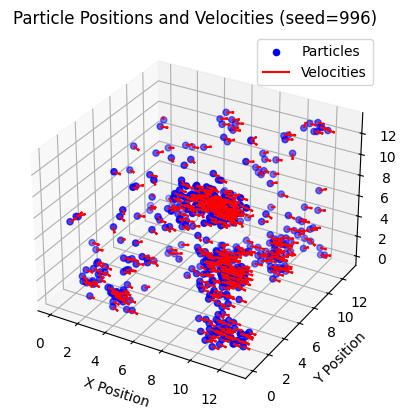 Particle Positions and Velocities (seed=996)
Particles
Velocities
12
10
8
6
4
2
0
0 2 4 6 8 10 12
X Position
0 2 4 6 8 10 12
Y Position